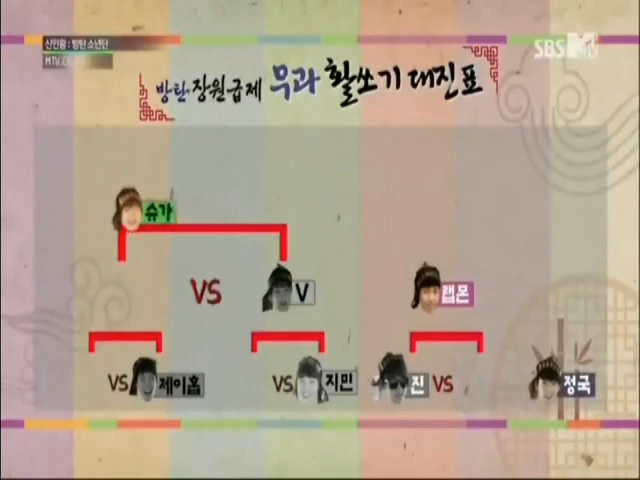 신인왕 : 방탄 소년단
SBS MTV
방탄 장원급제 무과 활쏘기 대진표
슈가
VS V 랩몬
VS 제이홉 VS 지민 진 VS 정국